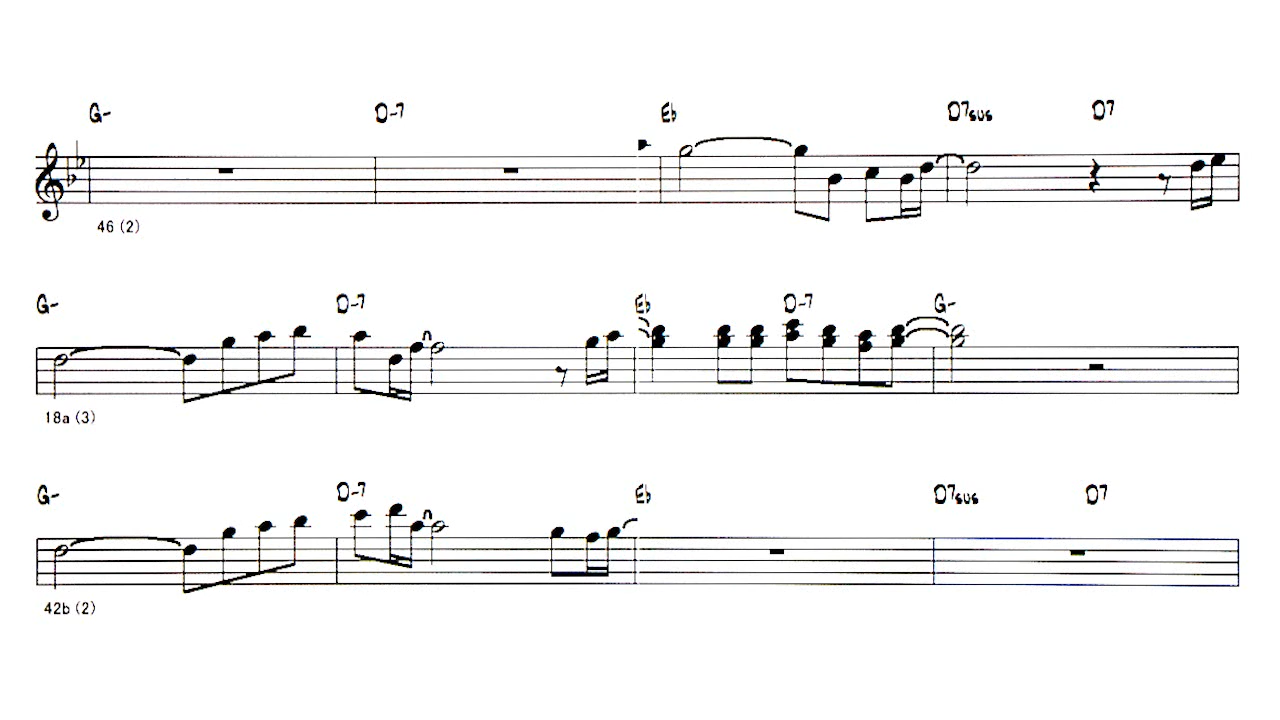 G- D-7 Eb D7sus D7
46 (2)
G- D-7 Eb D-7 G-
18a (3)
G- D-7 Eb D7sus D7
42b (2)